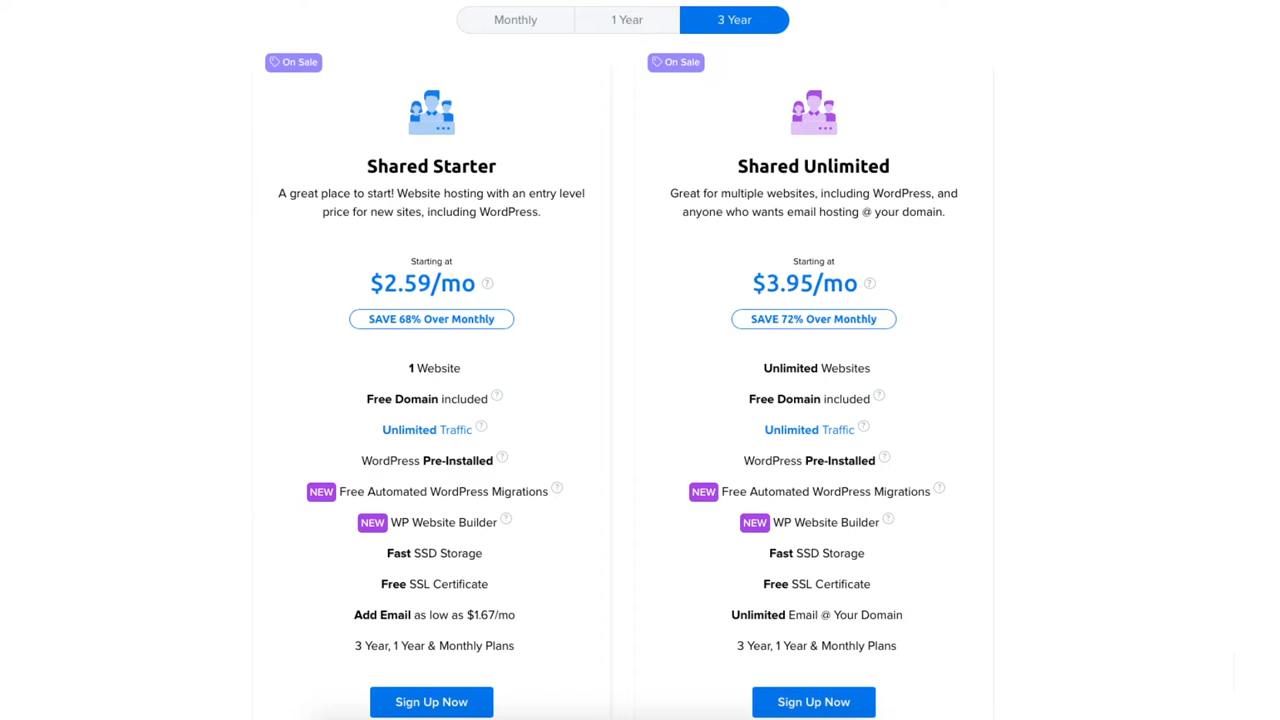 Monthly
1 Year
3 Year
On Sale
Shared Starter
A great place to start! Website hosting with an entry level
price for new sites, including WordPress.
Starting at
$2.59/mo ?
SAVE 68% Over Monthly
1 Website
Free Domain included ?
Unlimited Traffic ?
WordPress Pre-Installed ?
NEW Free Automated WordPress Migrations ?
NEW WP Website Builder ?
Fast SSD Storage
Free SSL Certificate
Add Email as low as $1.67/mo
3 Year, 1 Year & Monthly Plans
Sign Up Now
On Sale
Shared Unlimited
Great for multiple websites, including WordPress, and
anyone who wants email hosting @ your domain.
Starting at
$3.95/mo ?
SAVE 72% Over Monthly
Unlimited Websites
Free Domain included ?
Unlimited Traffic ?
WordPress Pre-Installed ?
NEW Free Automated WordPress Migrations ?
NEW WP Website Builder ?
Fast SSD Storage
Free SSL Certificate
Unlimited Email @ Your Domain
3 Year, 1 Year & Monthly Plans
Sign Up Now